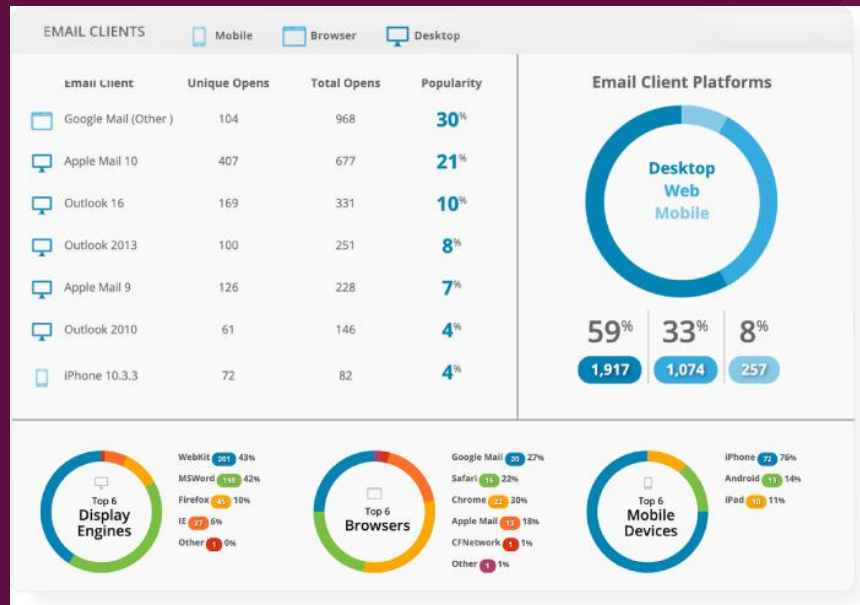 EMAIL CLIENTS Mobile Browser Desktop
Email Client Unique Opens Total Opens Popularity
Google Mail (Other ) 104 968 30%
Apple Mail 10 407 677 21%
Outlook 16 169 331 10%
Outlook 2013 100 251 8%
Apple Mail 9 126 228 7%
Outlook 2010 61 146 4%
iPhone 10.3.3 72 82 4%
Email Client Platforms
Desktop
Web
Mobile
59% 33% 8%
1,917 1,074 257
Top 6
Display
Engines
WebKit 201 43%
MSWord 198 42%
Firefox 45 10%
IE 27 6%
Other 1 0%
Top 6
Browsers
Google Mail 20 27%
Safari 16 22%
Chrome 22 30%
Apple Mail 13 18%
CFNetwork 1 1%
Other 1 1%
Top 6
Mobile
Devices
iPhone 72 76%
Android 13 14%
iPad 10 11%